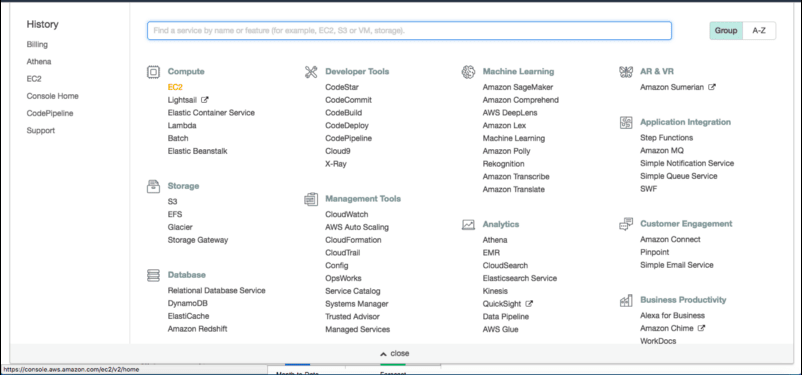 History
Billing
Athena
EC2
Console Home
CodePipeline
Support
Find a service by name or feature (for example, EC2, S3 or VM, storage).
Group
A-Z
Compute
EC2
Lightsail
Elastic Container Service
Lambda
Batch
Elastic Beanstalk
Storage
S3
EFS
Glacier
Storage Gateway
Database
Relational Database Service
DynamoDB
ElastiCache
Amazon Redshift
Developer Tools
CodeStar
CodeCommit
CodeBuild
CodeDeploy
CodePipeline
Cloud9
X-Ray
Management Tools
CloudWatch
AWS Auto Scaling
CloudFormation
CloudTrail
Config
OpsWorks
Service Catalog
Systems Manager
Trusted Advisor
Managed Services
Machine Learning
Amazon SageMaker
Amazon Comprehend
AWS DeepLens
Amazon Lex
Machine Learning
Amazon Polly
Rekognition
Amazon Transcribe
Amazon Translate
Analytics
Athena
EMR
CloudSearch
Elasticsearch Service
Kinesis
QuickSight
Data Pipeline
AWS Glue
AR & VR
Amazon Sumerian
Application Integration
Step Functions
Amazon MQ
Simple Notification Service
Simple Queue Service
SWF
Customer Engagement
Amazon Connect
Pinpoint
Simple Email Service
Business Productivity
Alexa for Business
Amazon Chime
WorkDocs
close
https://console.aws.amazon.com/ec2/v2/home
Month-to-Date
Forecast